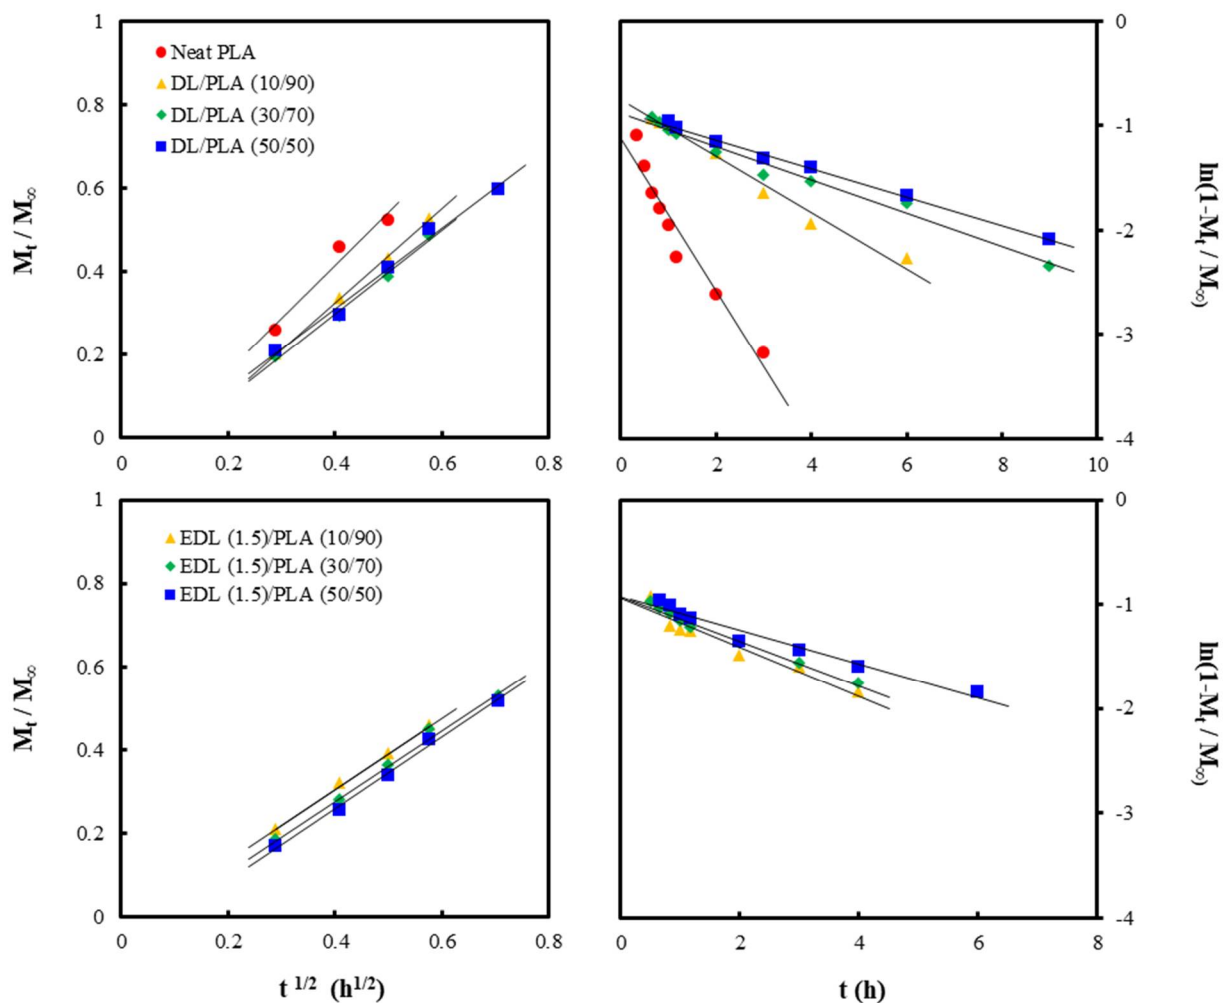 1
0.8
0.6
0.4
0.2
0
0 0.2 0.4 0.6 0.8
Mt / M∞
Neat PLA
DL/PLA (10/90)
DL/PLA (30/70)
DL/PLA (50/50)
0
-1
-2
-3
-4
0 2 4 6 8 10
ln(1-Mt / M∞)
1
0.8
0.6
0.4
0.2
0
0 0.2 0.4 0.6 0.8
Mt / M∞
EDL (1.5)/PLA (10/90)
EDL (1.5)/PLA (30/70)
EDL (1.5)/PLA (50/50)
t 1/2 (h1/2)
0
-1
-2
-3
-4
0 2 4 6 8
ln(1-Mt / M∞)
t (h)